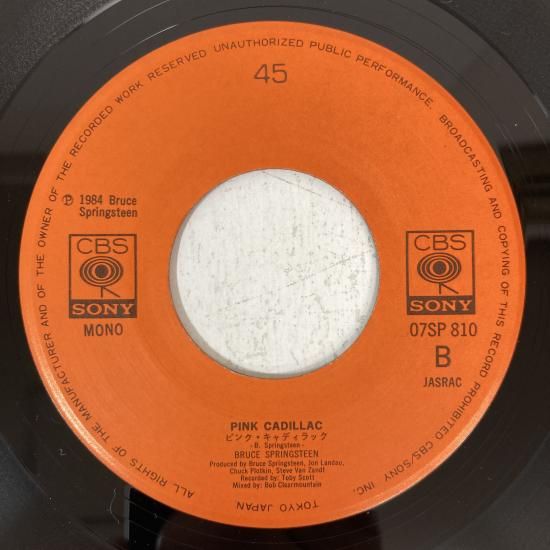 ALL RIGHTS OF THE MANUFACTURER AND OF THE OWNER OF THE RECORDED WORK RESERVED UNAUTHORIZED PUBLIC PERFORMANCE. BROADCASTING AND COPYING OF THIS RECORD PROHIBITED CBS/SONY INC. TOKYO JAPAN
45
℗ 1984 Bruce
Springsteen
CBS
SONY
MONO
CBS
SONY
07SP 810
B
JASRAC
PINK CADILLAC
ピンク・キャディラック
- B. Springsteen -
BRUCE SPRINGSTEEN
Produced by Bruce Springsteen, Jon Landau,
Chuck Plotkin, Steve Van Zandt
Recorded by: Toby Scott
Mixed by: Bob Clearmountain